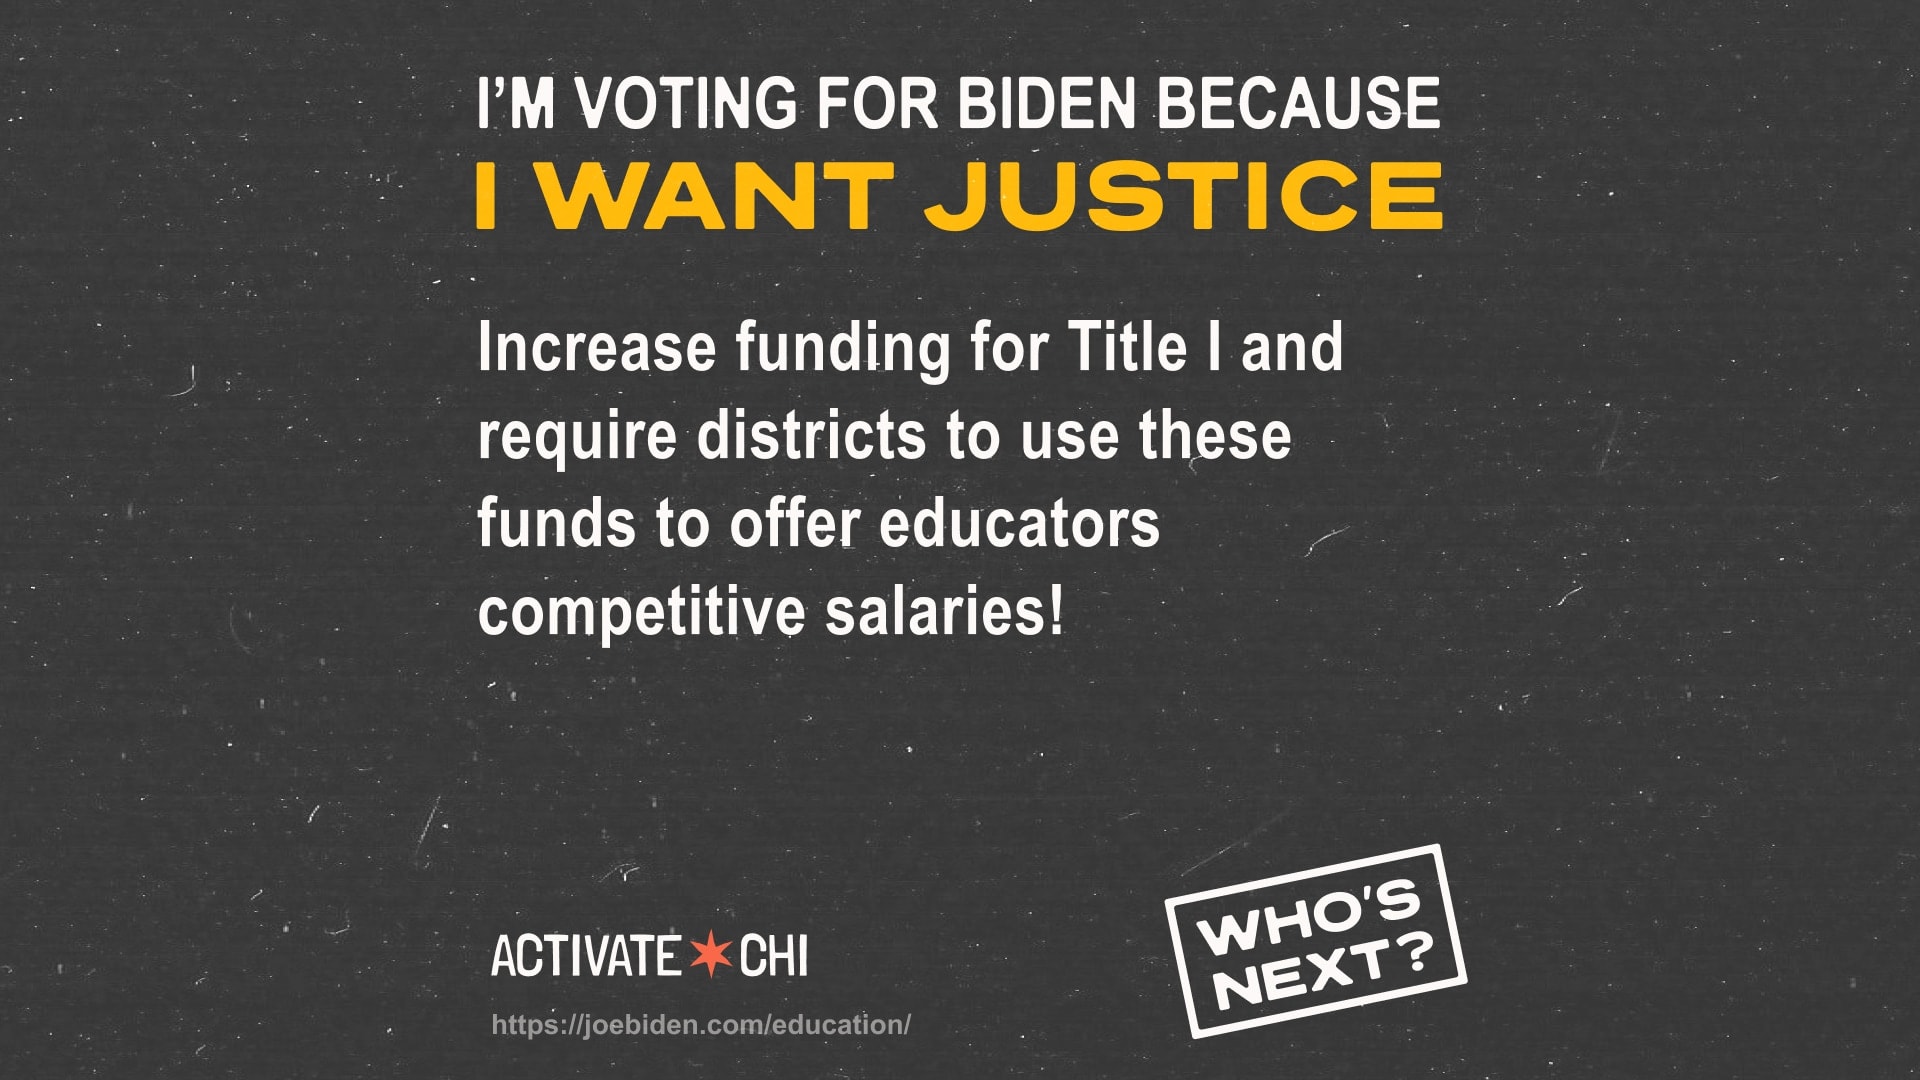 I'M VOTING FOR BIDEN BECAUSE
I WANT JUSTICE
Increase funding for Title I and
require districts to use these
funds to offer educators
competitive salaries!
ACTIVATE CHI
https://joebiden.com/education/
WHO'S
NEXT?